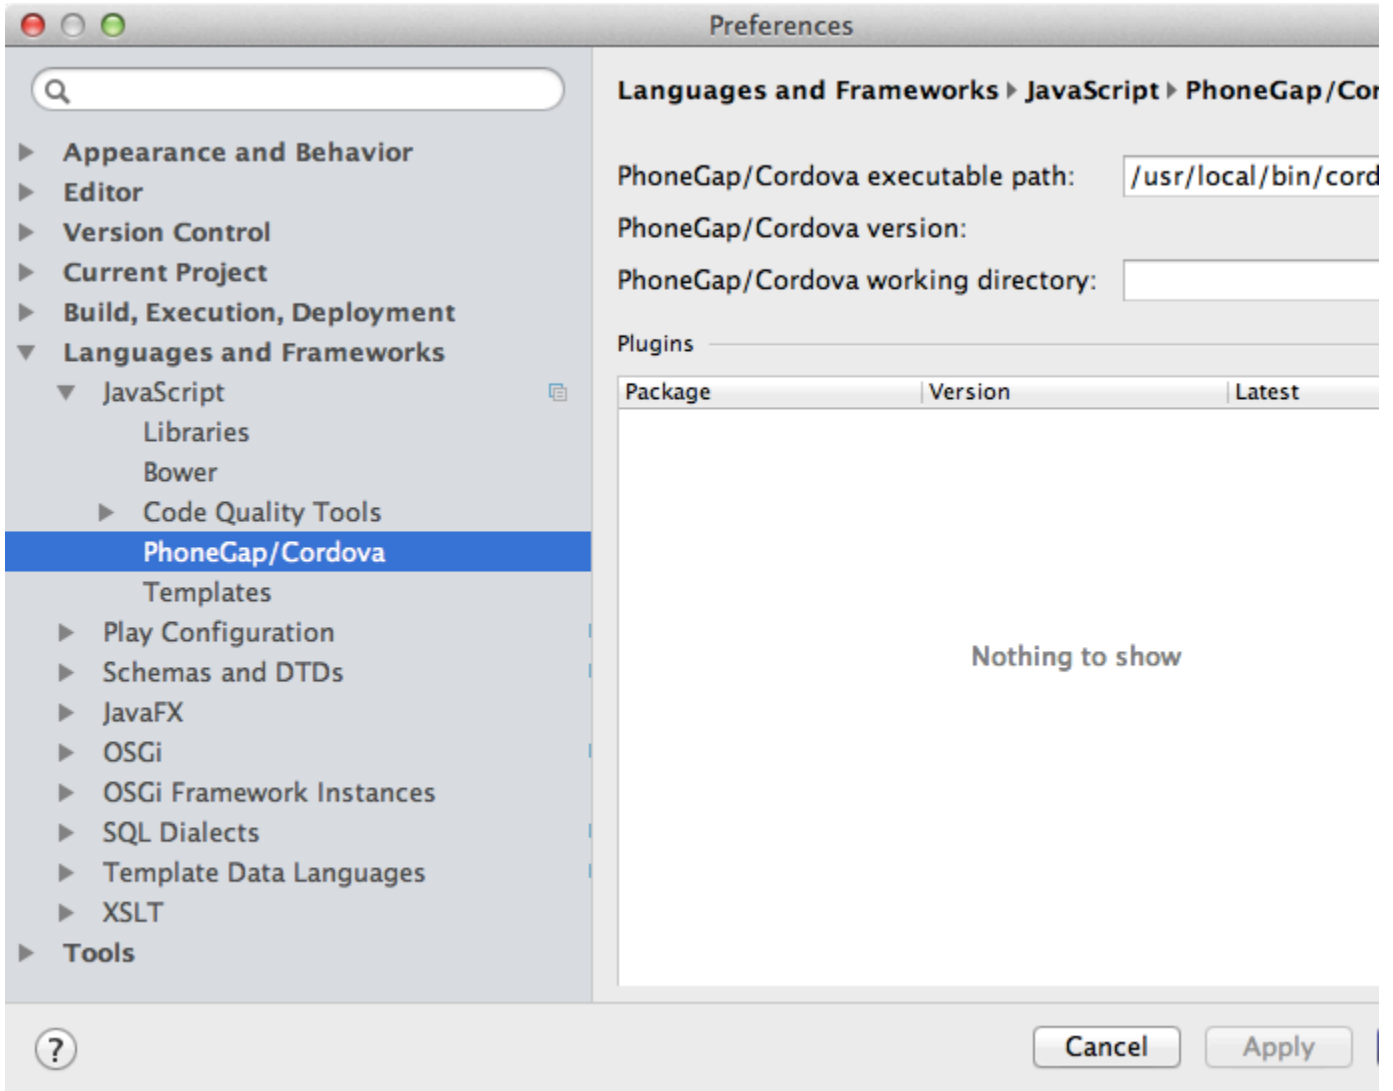 Preferences
Appearance and Behavior
Editor
Version Control
Current Project
Build, Execution, Deployment
Languages and Frameworks
JavaScript
Libraries
Bower
Code Quality Tools
PhoneGap/Cordova
Templates
Play Configuration
Schemas and DTDs
JavaFX
OSGi
OSGi Framework Instances
SQL Dialects
Template Data Languages
XSLT
Tools
Languages and Frameworks JavaScript PhoneGap/Cor
PhoneGap/Cordova executable path: /usr/local/bin/cord
PhoneGap/Cordova version:
PhoneGap/Cordova working directory:
Plugins
Package Version Latest
Nothing to show
? Cancel Apply